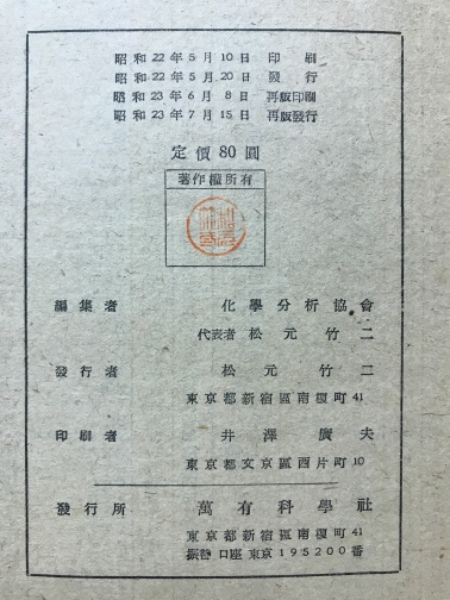 昭和22年5月10日 印刷
昭和22年5月20日 發行
昭和23年6月8日 再版印刷
昭和23年7月15日 再版發行
定價80圓
著作權所有
編集者 化學分析協會
代表者 松元竹二
發行者 松元竹二
東京都新宿區南榎町41
印刷者 井澤廣夫
東京都文京區西片町10
發行所 萬有科學社
東京都新宿區南榎町41
振替口座東京195200番